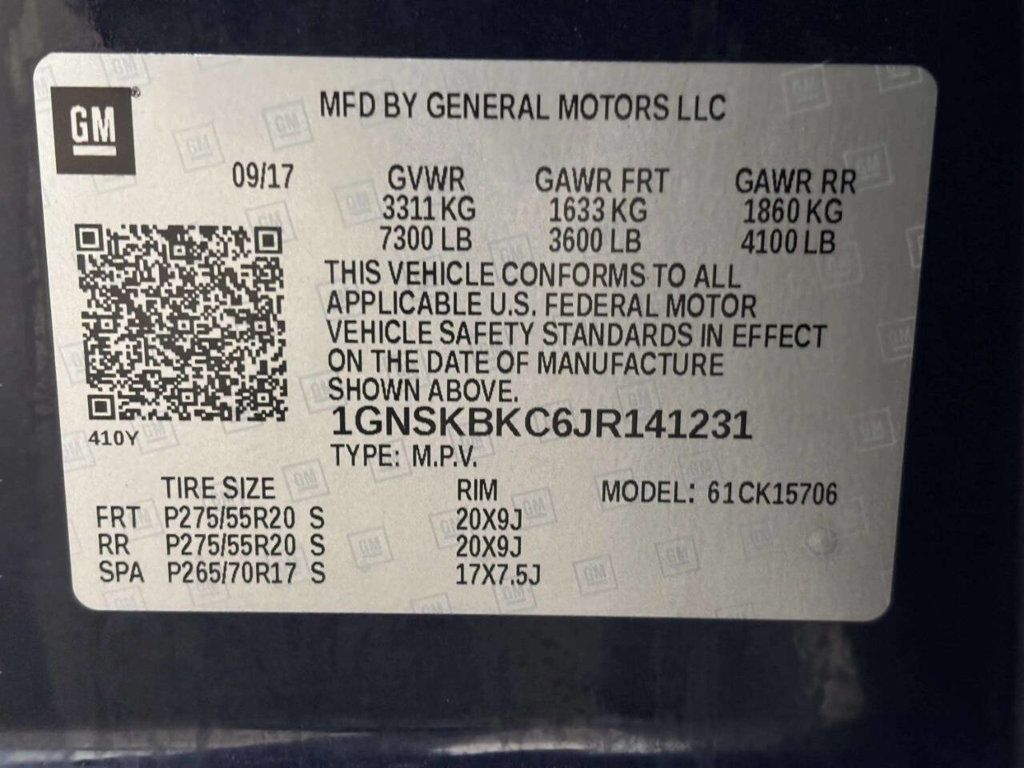 GM
MFD BY GENERAL MOTORS LLC
09/17 GVWR GAWR FRT GAWR RR
3311 KG 1633 KG 1860 KG
7300 LB 3600 LB 4100 LB
THIS VEHICLE CONFORMS TO ALL
APPLICABLE U.S. FEDERAL MOTOR
VEHICLE SAFETY STANDARDS IN EFFECT
ON THE DATE OF MANUFACTURE
SHOWN ABOVE.
1GNSKBKC6JR141231
410Y
TYPE: M.P.V.
TIRE SIZE RIM MODEL: 61CK15706
FRT P275/55R20 S 20X9J
RR P275/55R20 S 20X9J
SPA P265/70R17 S 17X7.5J